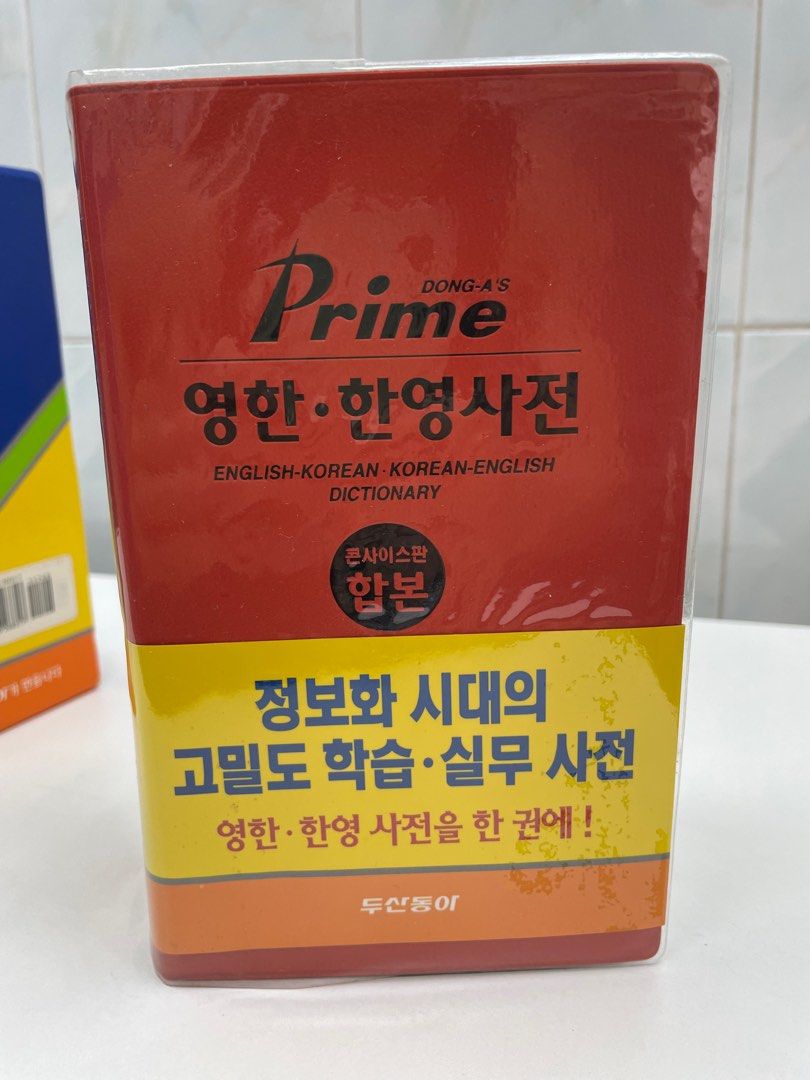 DONG-A'S
Prime
영한·한영사전
ENGLISH-KOREAN · KOREAN-ENGLISH
DICTIONARY
콘사이스판
합본
정보화 시대의
고밀도 학습·실무 사전
영한·한영 사전을 한 권에!
두산동아